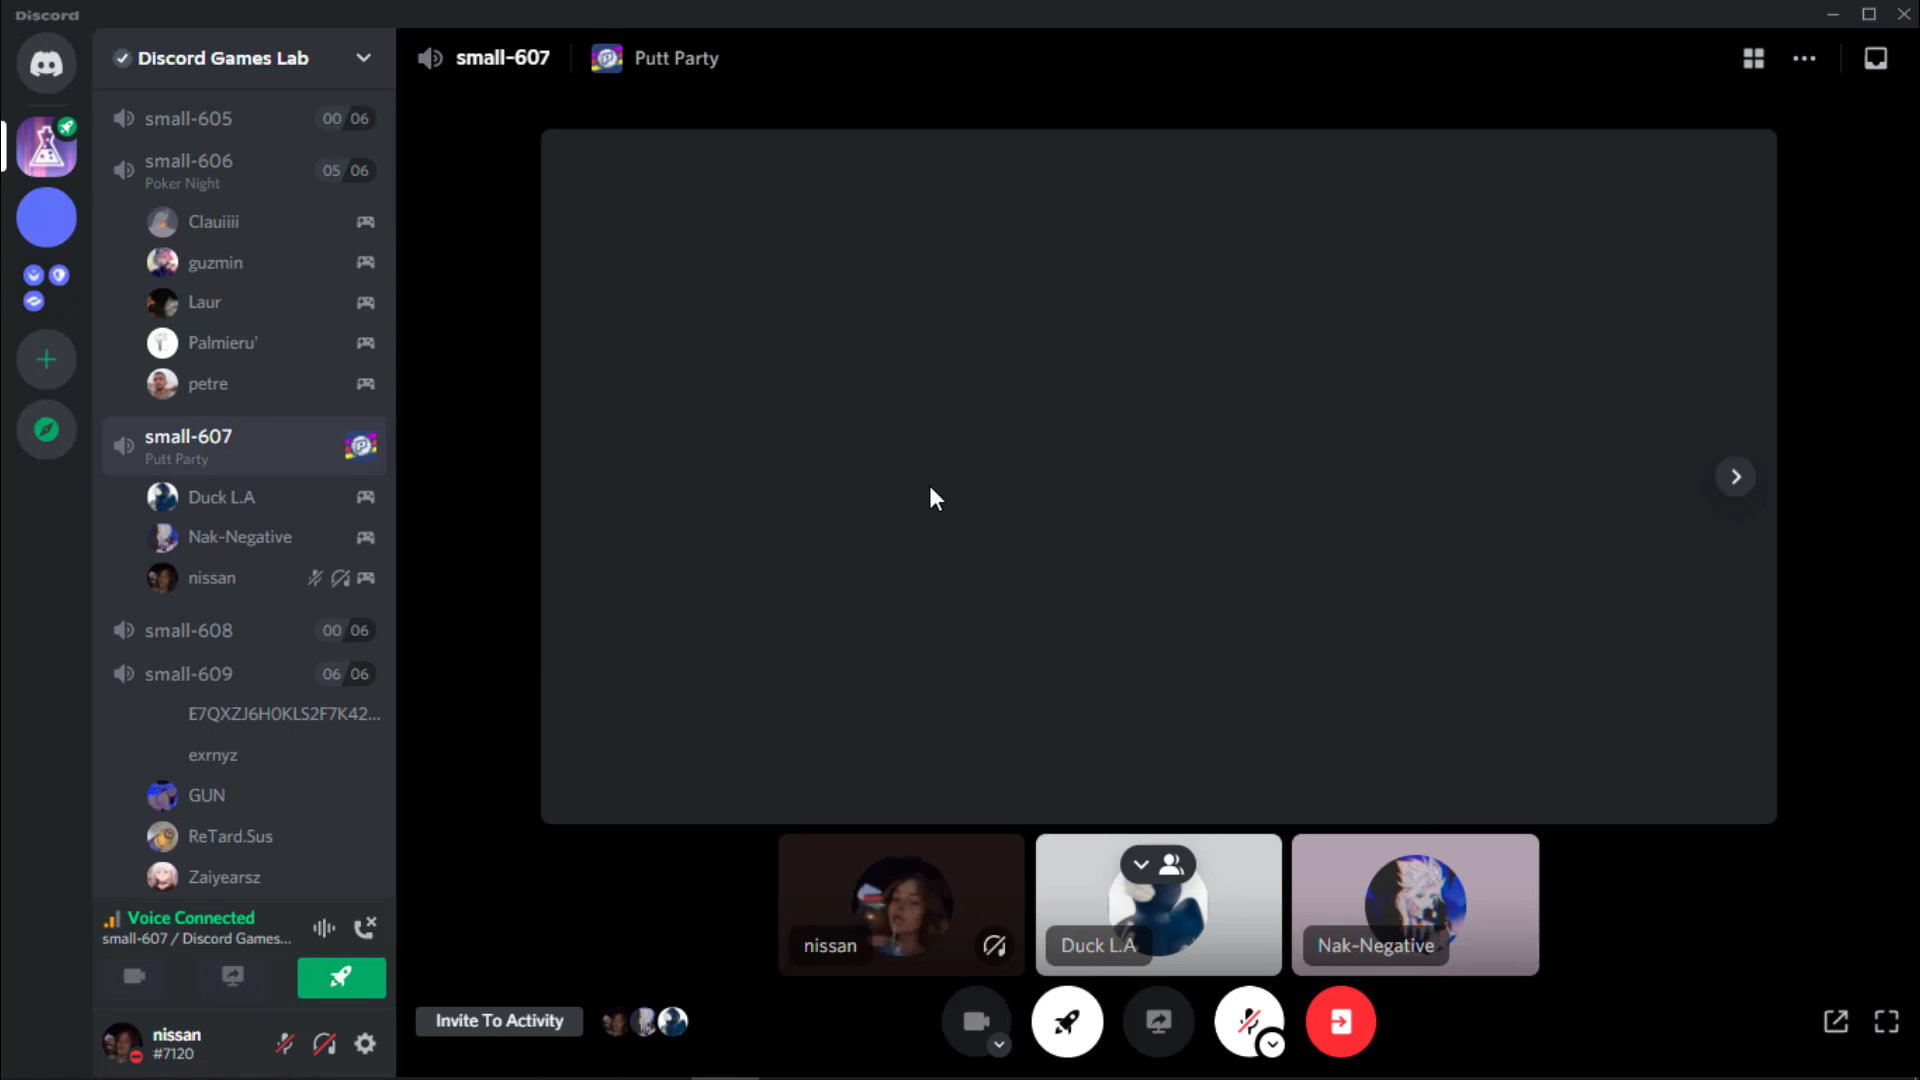 Discord
Discord Games Lab
small-607
Putt Party
small-605
00 06
small-606
05 06
Poker Night
Clauiiii
guzmin
Laur
Palmieru'
petre
small-607
Putt Party
Duck L.A
Nak-Negative
nissan
small-608
00 06
small-609
06 06
E7QXZJ6H0KLS2F7K42...
exrnyz
GUN
ReTard.Sus
Zaiyearsz
Voice Connected
small-607 / Discord Games...
nissan
#7120
nissan
Duck L.A
Nak-Negative
Invite To Activity